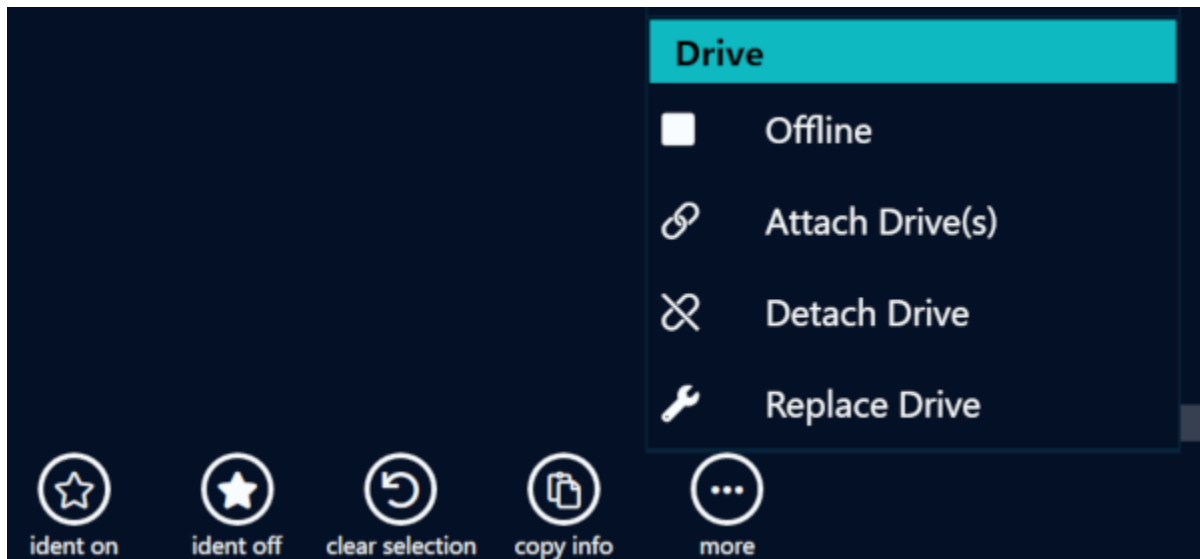 Drive
Offline
Attach Drive(s)
Detach Drive
Replace Drive
ident on
ident off
clear selection
copy info
more